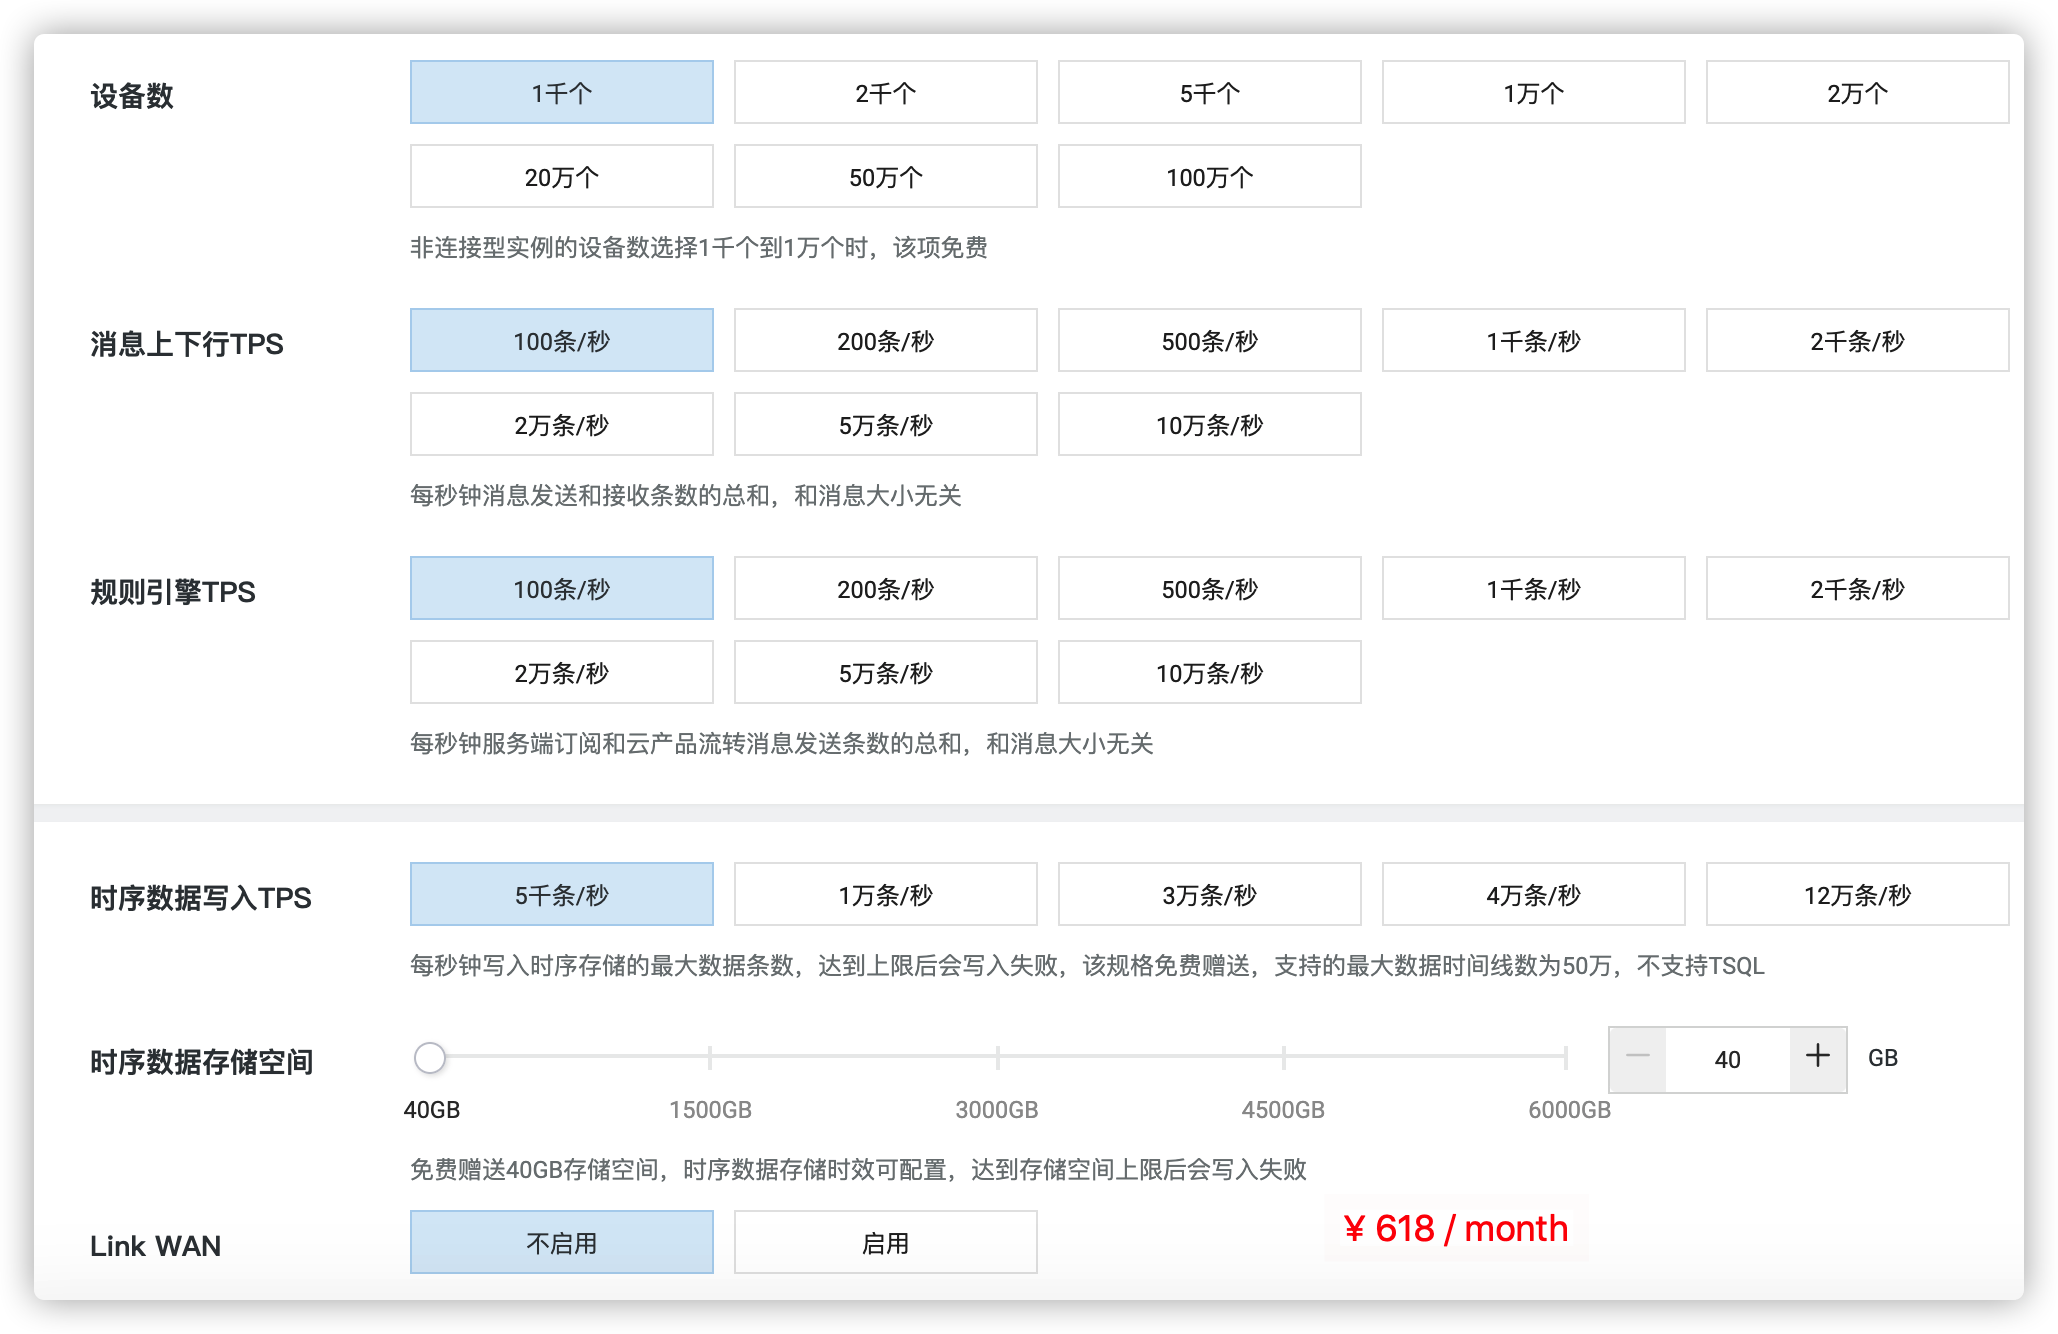 设备数
1千个 2千个 5千个 1万个 2万个
20万个 50万个 100万个
非连接型实例的设备数选择1千个到1万个时，该项免费
消息上下行TPS
100条/秒 200条/秒 500条/秒 1千条/秒 2千条/秒
2万条/秒 5万条/秒 10万条/秒
每秒钟消息发送和接收条数的总和，和消息大小无关
规则引擎TPS
100条/秒 200条/秒 500条/秒 1千条/秒 2千条/秒
2万条/秒 5万条/秒 10万条/秒
每秒钟服务端订阅和云产品流转消息发送条数的总和，和消息大小无关
时序数据写入TPS
5千条/秒 1万条/秒 3万条/秒 4万条/秒 12万条/秒
每秒钟写入时序存储的最大数据条数，达到上限后会写入失败，该规格免费赠送，支持的最大数据时间线数为50万，不支持TSQL
时序数据存储空间
40 GB
40GB 1500GB 3000GB 4500GB 6000GB
免费赠送40GB存储空间，时序数据存储时效可配置，达到存储空间上限后会写入失败
Link WAN
不启用 启用
¥ 618 / month